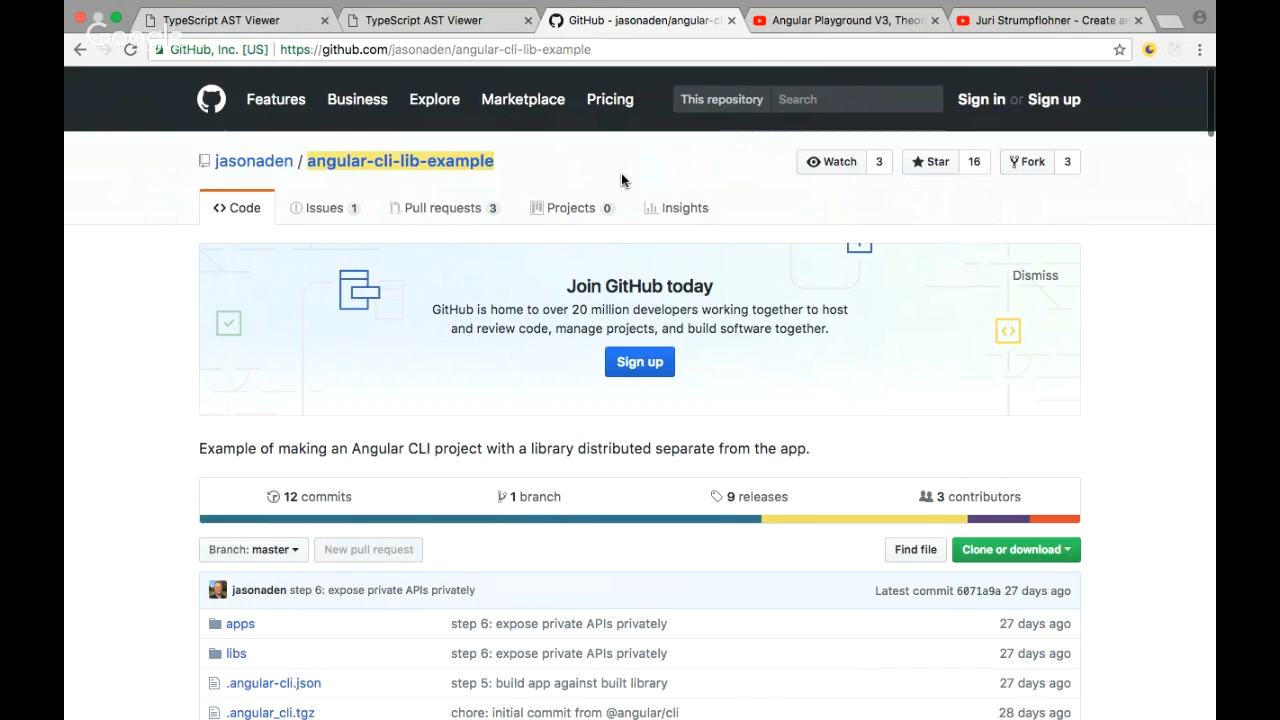 TypeScript AST Viewer
TypeScript AST Viewer
GitHub - jasonaden/angular-c
Angular Playground V3, Theor
Juri Strumpflohner - Create an
Google
GitHub, Inc. [US] https://github.com/jasonaden/angular-cli-lib-example
Features Business Explore Marketplace Pricing This repository Search Sign in or Sign up
jasonaden / angular-cli-lib-example
Watch 3 Star 16 Fork 3
Code Issues 1 Pull requests 3 Projects 0 Insights
Join GitHub today
Dismiss
GitHub is home to over 20 million developers working together to host
and review code, manage projects, and build software together.
Sign up
Example of making an Angular CLI project with a library distributed separate from the app.
12 commits 1 branch 9 releases 3 contributors
Branch: master New pull request Find file Clone or download
jasonaden step 6: expose private APIs privately Latest commit 6071a9a 27 days ago
apps step 6: expose private APIs privately 27 days ago
libs step 6: expose private APIs privately 27 days ago
.angular-cli.json step 5: build app against built library 27 days ago
.angular_cli.tgz chore: initial commit from @angular/cli 28 days ago